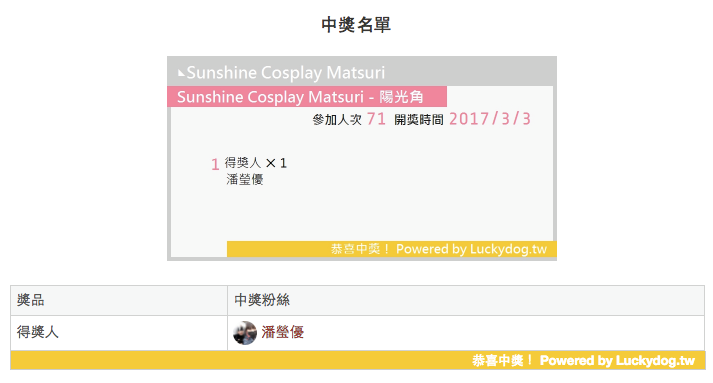 中獎名單
Sunshine Cosplay Matsuri
Sunshine Cosplay Matsuri - 陽光角
參加人次 71 開獎時間 2017/3/3
1 得獎人 × 1
潘瑩優
恭喜中獎！ Powered by Luckydog.tw
獎品 中獎粉絲
得獎人 潘瑩優
恭喜中獎！ Powered by Luckydog.tw